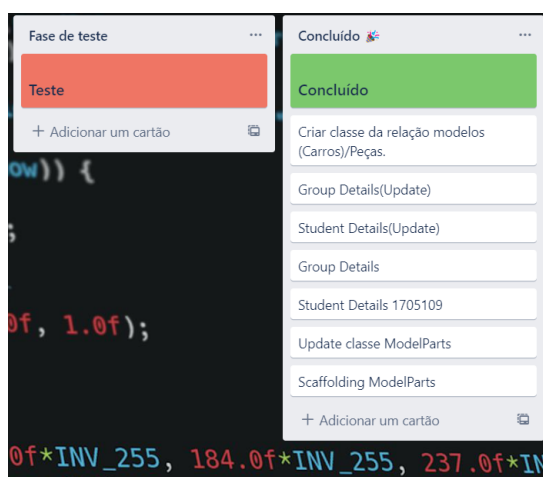 Fase de teste
Teste
+ Adicionar um cartão
Concluído 🎉
Concluído
Criar classe da relação modelos
(Carros)/Peças.
Group Details(Update)
Student Details(Update)
Group Details
Student Details 1705109
Update classe ModelParts
Scaffolding ModelParts
+ Adicionar um cartão
)) {
;
f, 1.0f);
0f*INV_255, 184.0f*INV_255, 237.0f*IN